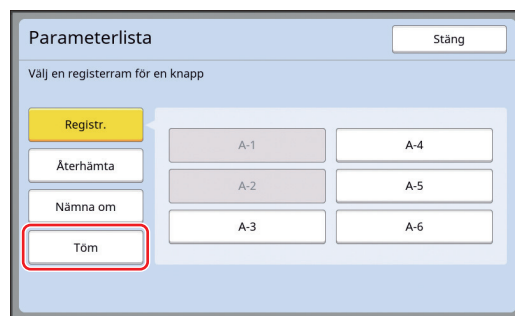 Parameterlista
Stäng
Välj en registerram för en knapp
Registr.
Återhämta
Nämna om
Töm
A-1
A-4
A-2
A-5
A-3
A-6